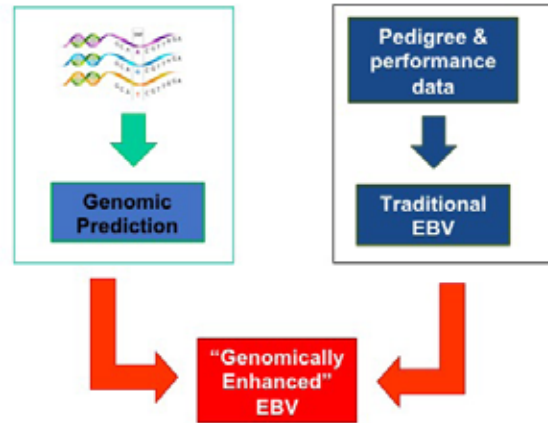 Genomic
Prediction
Pedigree &
performance
data
Traditional
EBV
“Genomically
Enhanced”
EBV